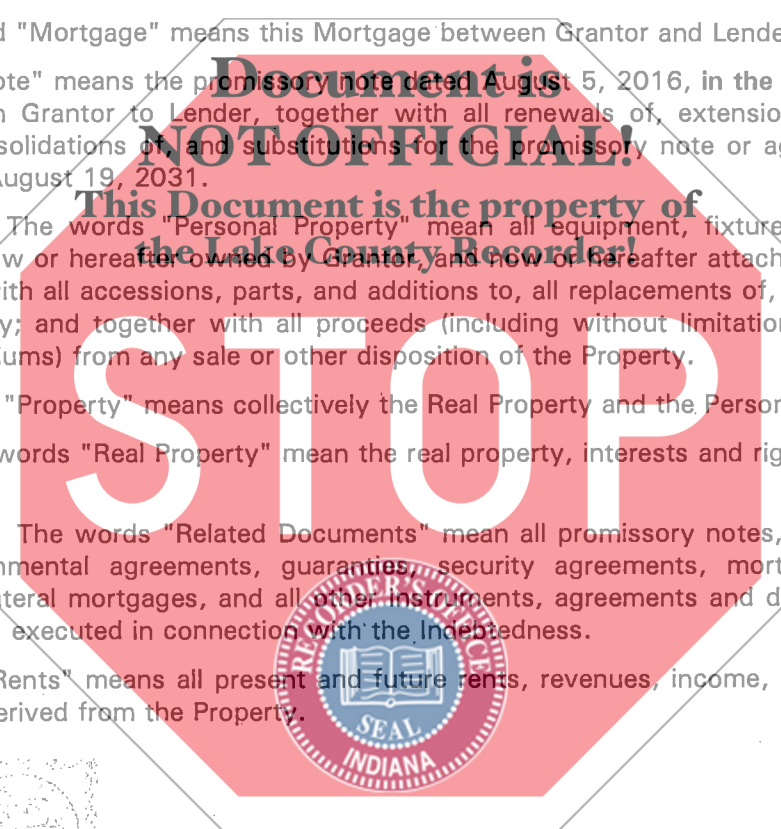 d "Mortgage" means this Mortgage between Grantor and Lende
Document is
ote" means the promissory note dated August 5, 2016, in the
n Grantor to Lender, together with all renewals of, extensio
NOT OFFICIAL!
solidations of, and substitutions for the promissory note or ag
ugust 19, 2031.
This Document is the property of
The words "Personal Property" mean all equipment, fixture
the Lake County Recorder!
w or hereafter owned by Grantor, and now or hereafter attach
ith all accessions, parts, and additions to, all replacements of,
y; and together with all proceeds (including without limitation
iums) from any sale or other disposition of the Property.
STOP
"Property" means collectively the Real Property and the Person
words "Real Property" mean the real property, interests and rig
The words "Related Documents" mean all promissory notes,
nmental agreements, guaranties, security agreements, mort
ateral mortgages, and all other instruments, agreements and d
executed in connection with the Indebtedness.
RECORDER'S OFFICE
Rents" means all present and future rents, revenues, income,
erived from the Property.
SEAL
INDIANA